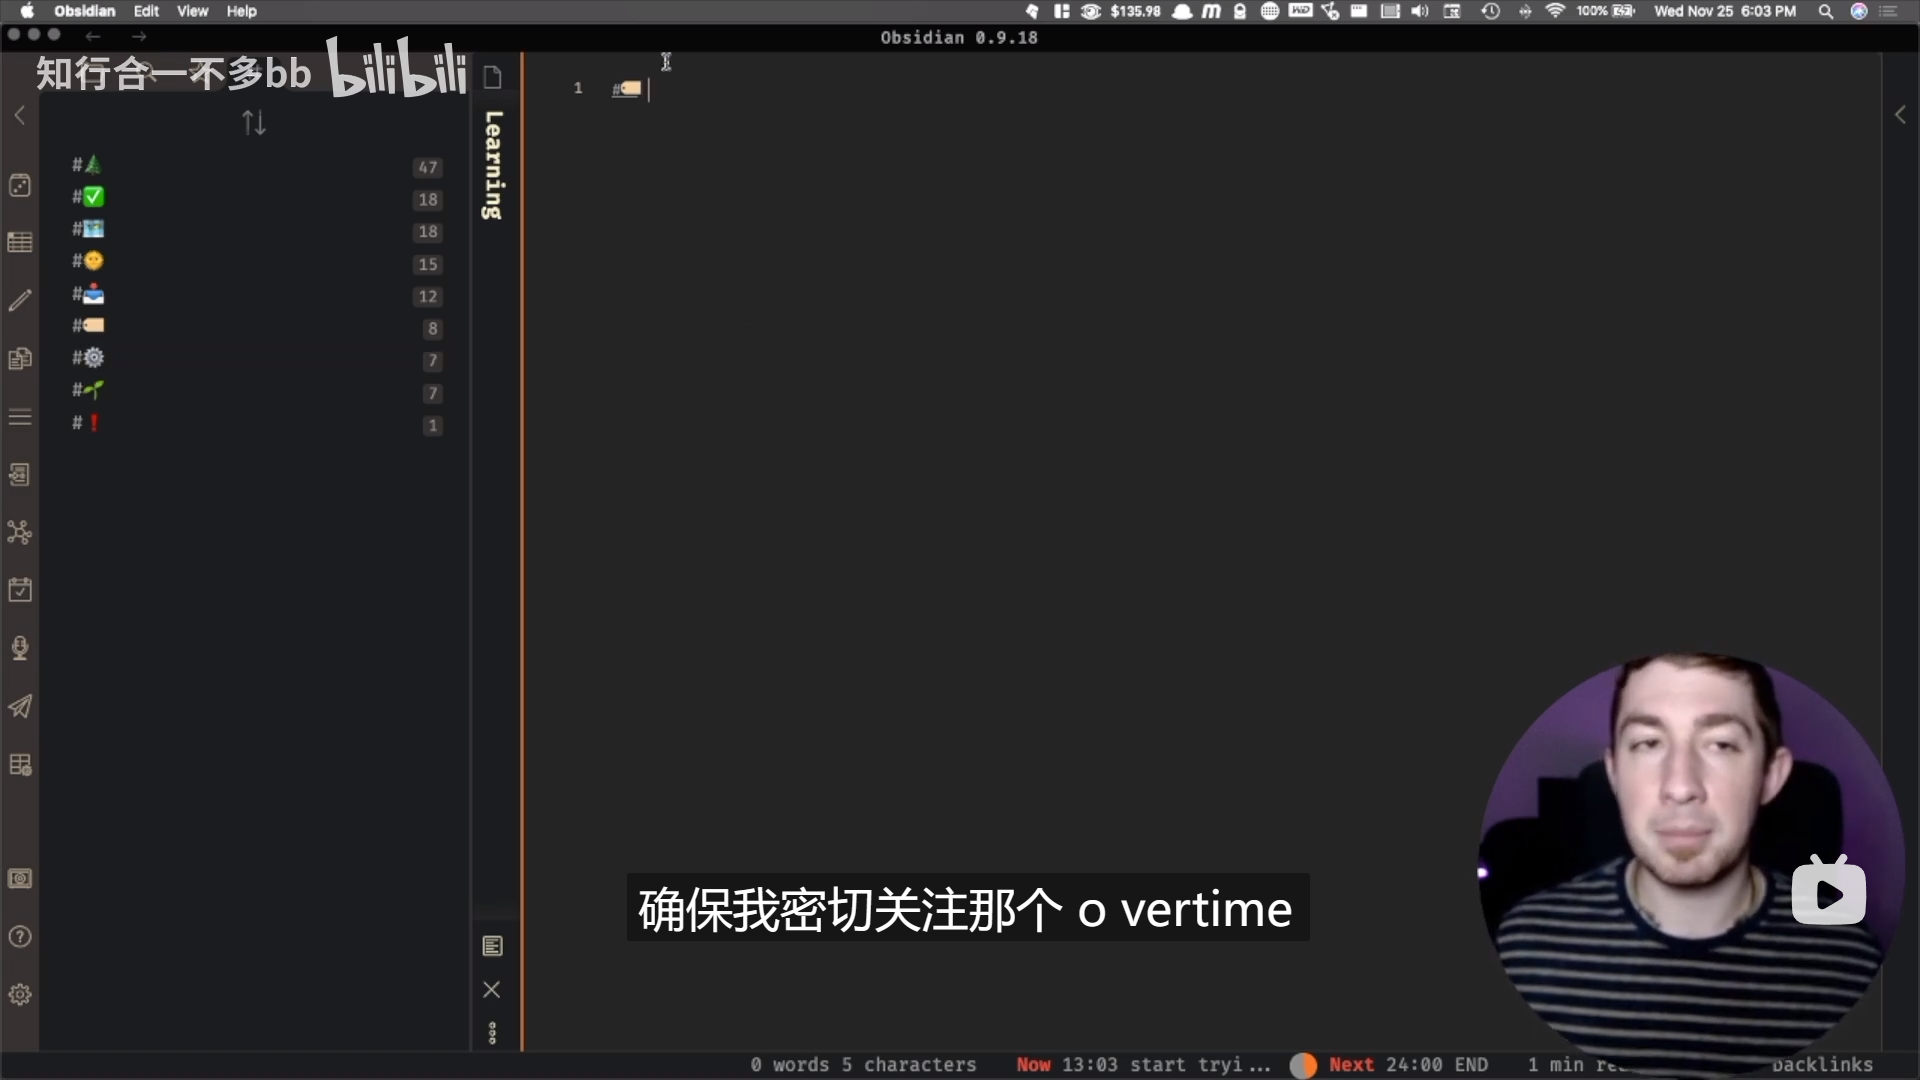 Obsidian Edit View Help
$135.98
100%
Wed Nov 25 6:03 PM
Obsidian 0.9.18
知行合一不多bb bilibili
#🌲 47
#✅ 18
#🗺️ 18
#🌞 15
#📥 12
#🏷️ 8
#⚙️ 7
#🌱 7
#❗ 1
Learning
1 #🏷️
确保我密切关注那个 o vertime
0 words 5 characters Now 13:03 start tryi... Next 24:00 END 1 min backlinks